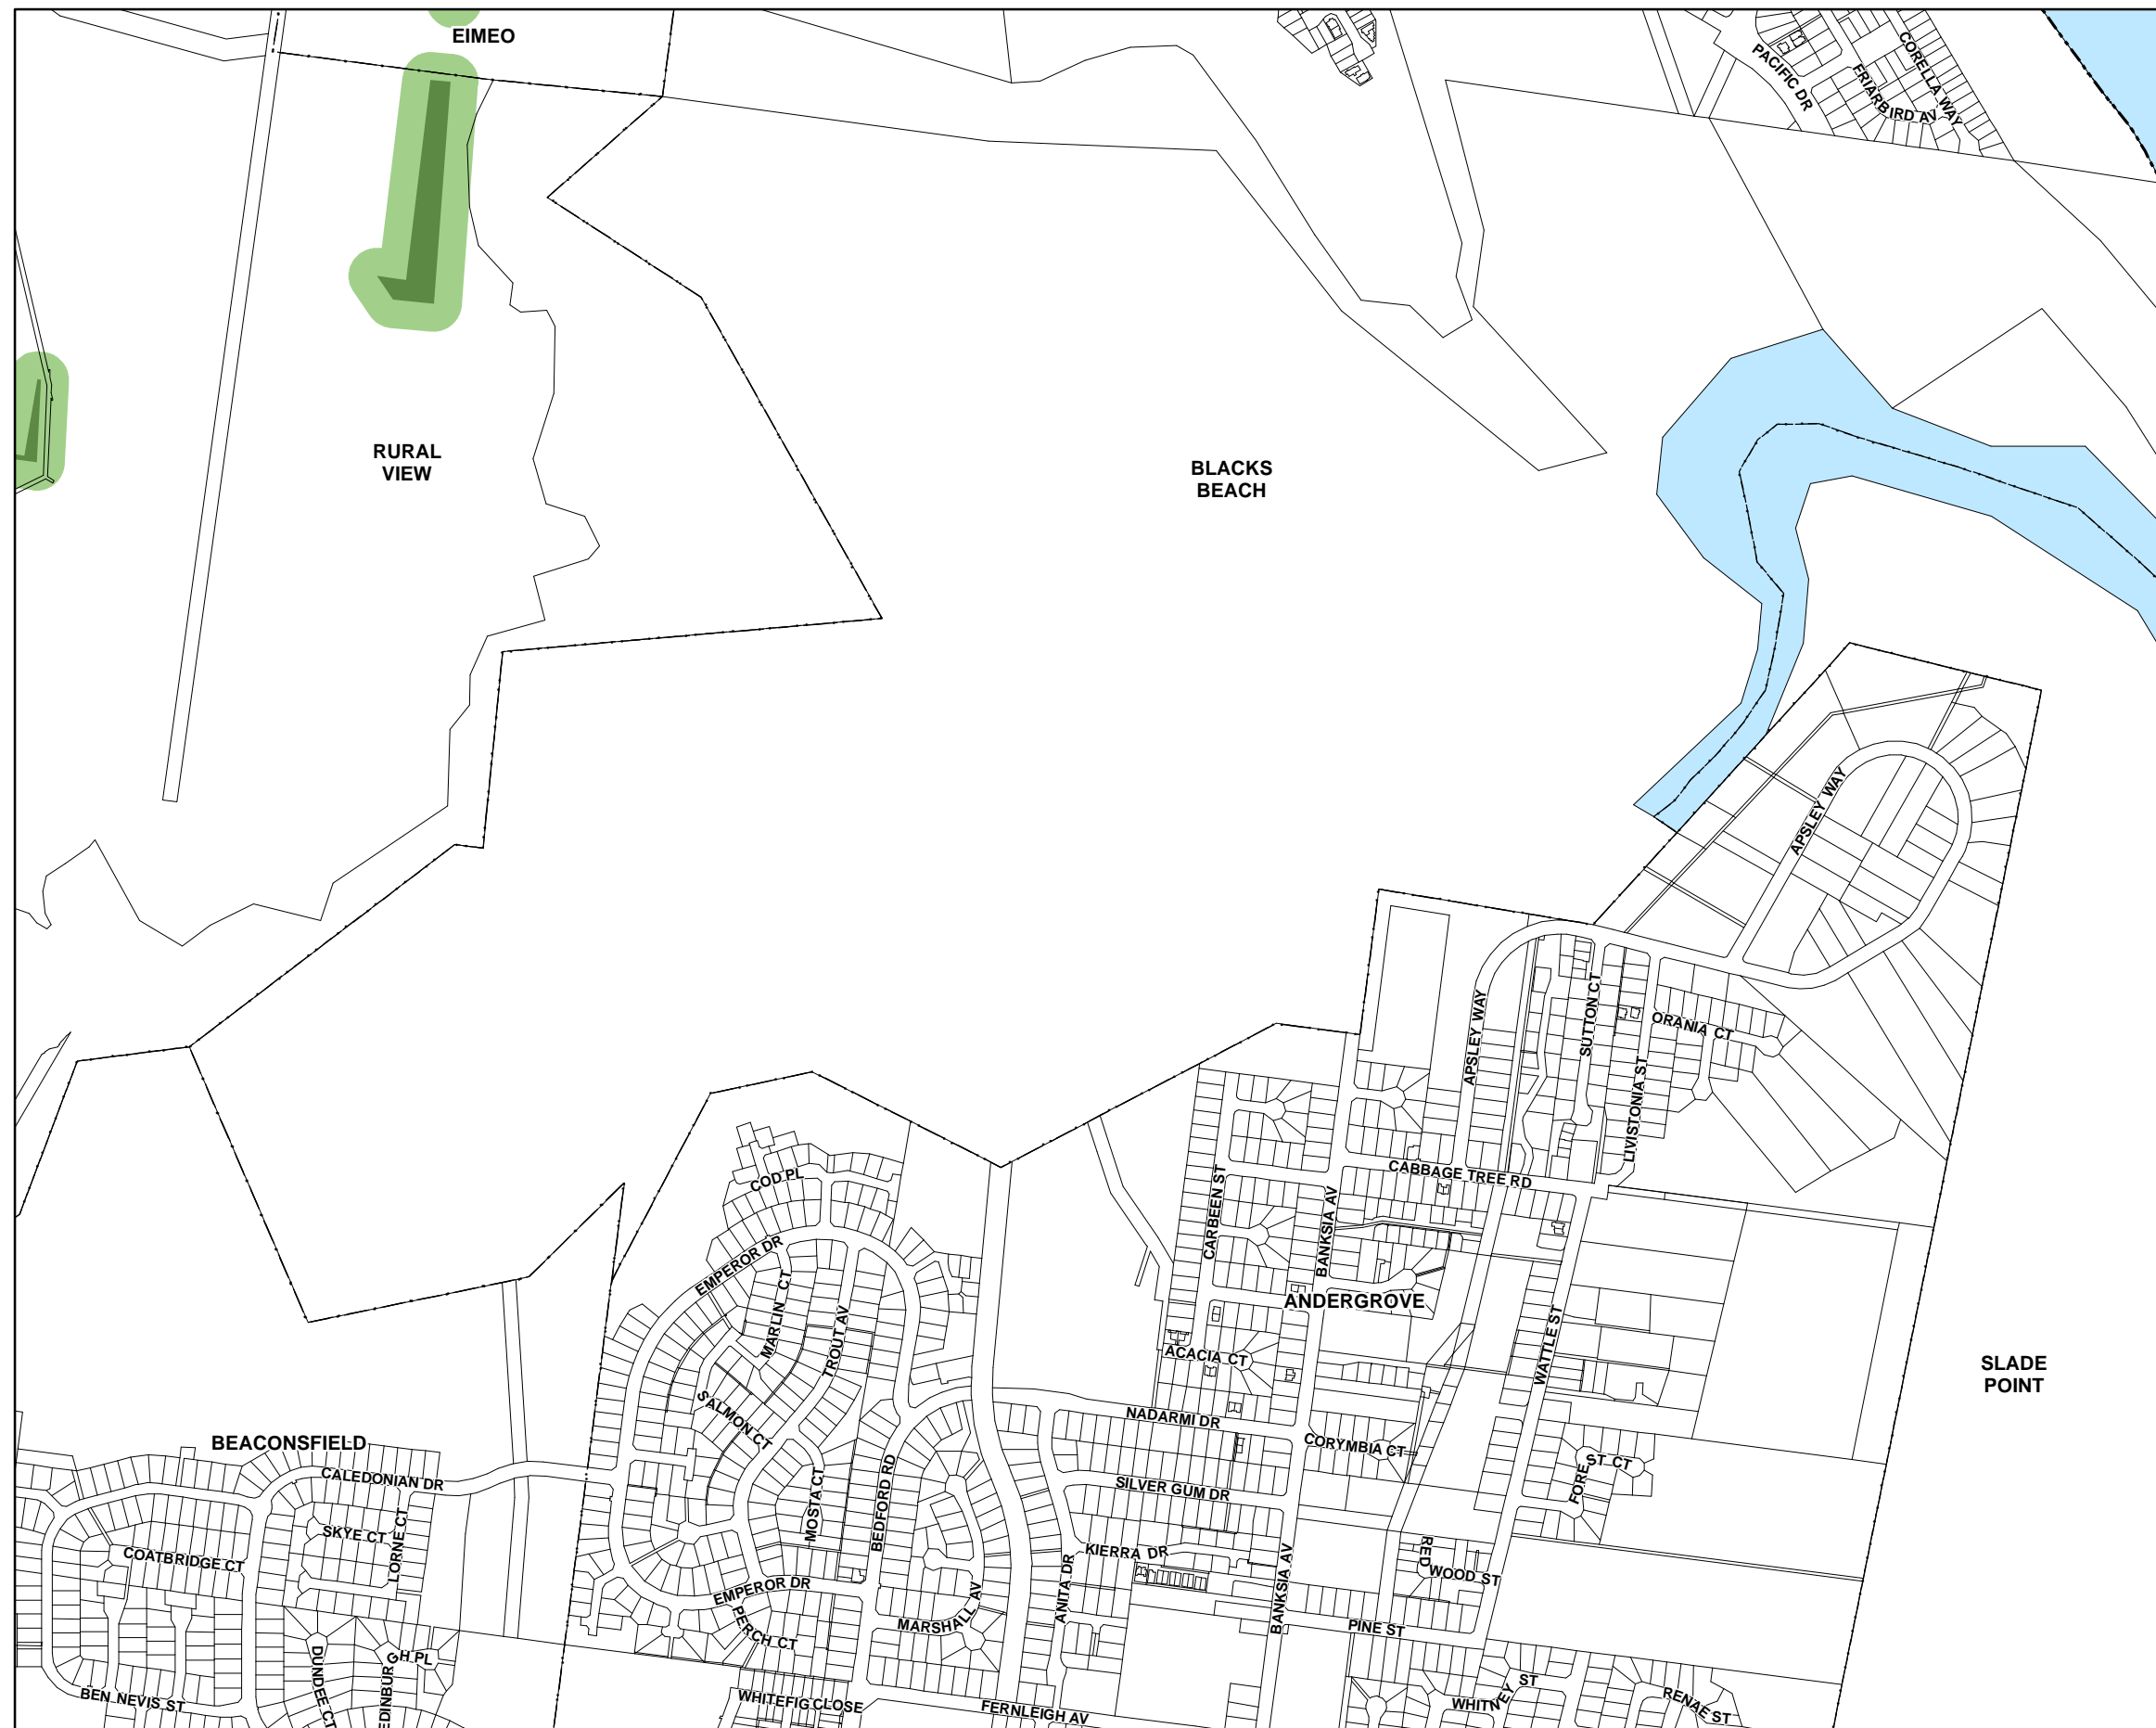 EIMEO
PACIFIC DR
CORELLA WAY
FRIARBIRD AV
RURAL
VIEW
BLACKS
BEACH
APSLEY WAY
APSLEY WAY
SUTTON CT
ORANIA CT
LIVISTONIA ST
CABBAGE TREE RD
COD PL
CARBEEN ST
BANKSIA AV
EMPEROR DR
MARLIN CT
TROUT AV
ANDERGROVE
WATTLE ST
ACACIA CT
SLADE
POINT
SALMON CT
NADARMI DR
CORYMBIA CT
BEACONSFIELD
CALEDONIAN DR
FOREST CT
SILVER GUM DR
BEDFORD RD
MOSTA CT
SKYE CT
LORNE CT
COATBRIDGE CT
KIERRA DR
REDWOOD ST
EMPEROR DR
ANITA DR
BANKSIA AV
MARSHALL AV
PERCH CT
PINE ST
DUNDEE CT
EDINBURGH PL
BEN NEVIS ST
WHITEFIG CLOSE
FERNLEIGH AV
WHITNEY ST
RENAE ST